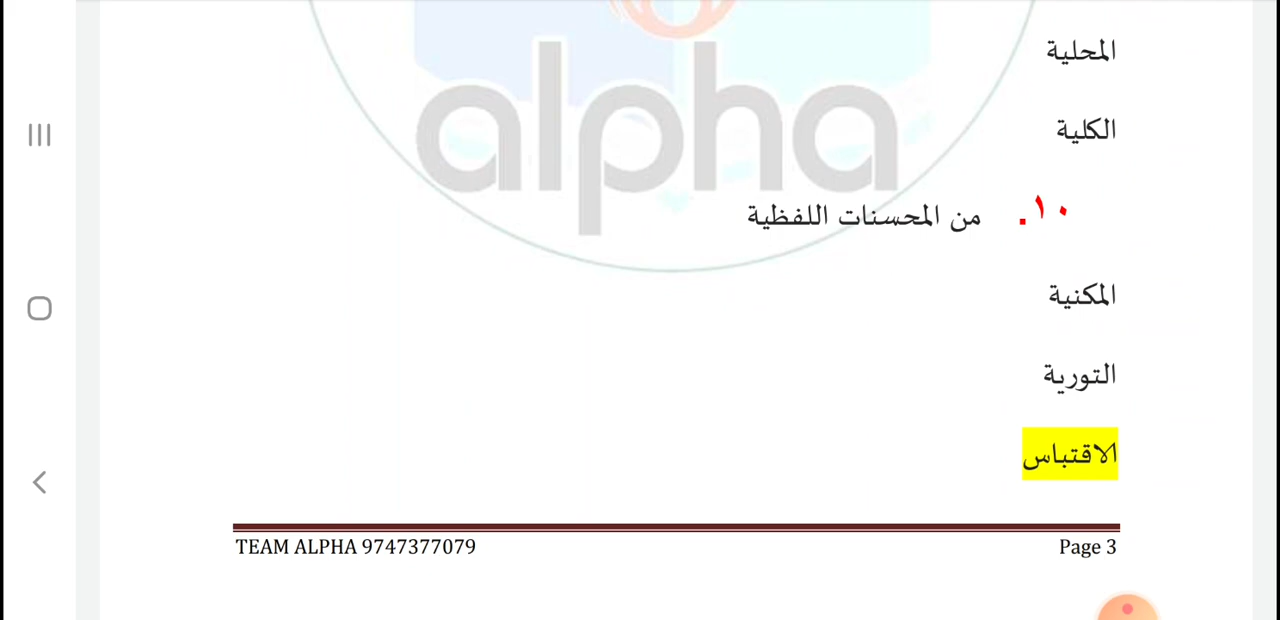 المحلية
الكلية
alpha
١٠. من المحسنات اللفظية
المكنية
التورية
الاقتباس
TEAM ALPHA 9747377079 Page 3